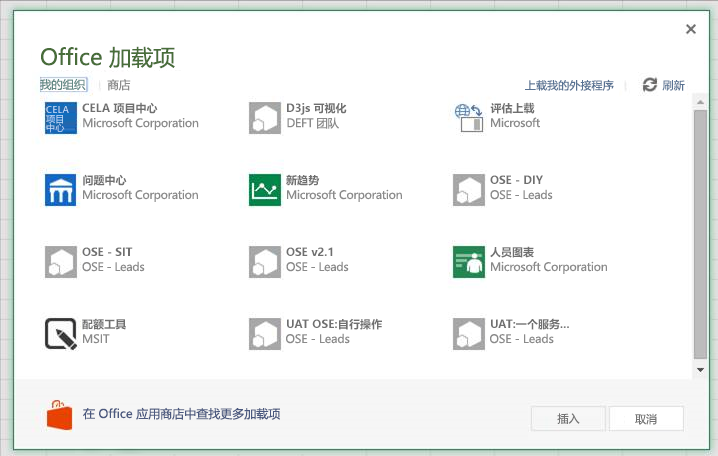 Office 加载项
我的组织 商店 上载我的外接程序 刷新
CELA 项目中心
CELA 项目中心 Microsoft Corporation
D3js 可视化
DEFT 团队
评估上载
Microsoft
问题中心
Microsoft Corporation
新趋势
Microsoft Corporation
OSE - DIY
OSE - Leads
OSE - SIT
OSE - Leads
OSE v2.1
OSE - Leads
人员图表
Microsoft Corporation
配额工具
MSIT
UAT OSE:自行操作
OSE - Leads
UAT:一个服务...
OSE - Leads
在 Office 应用商店中查找更多加载项
插入 取消